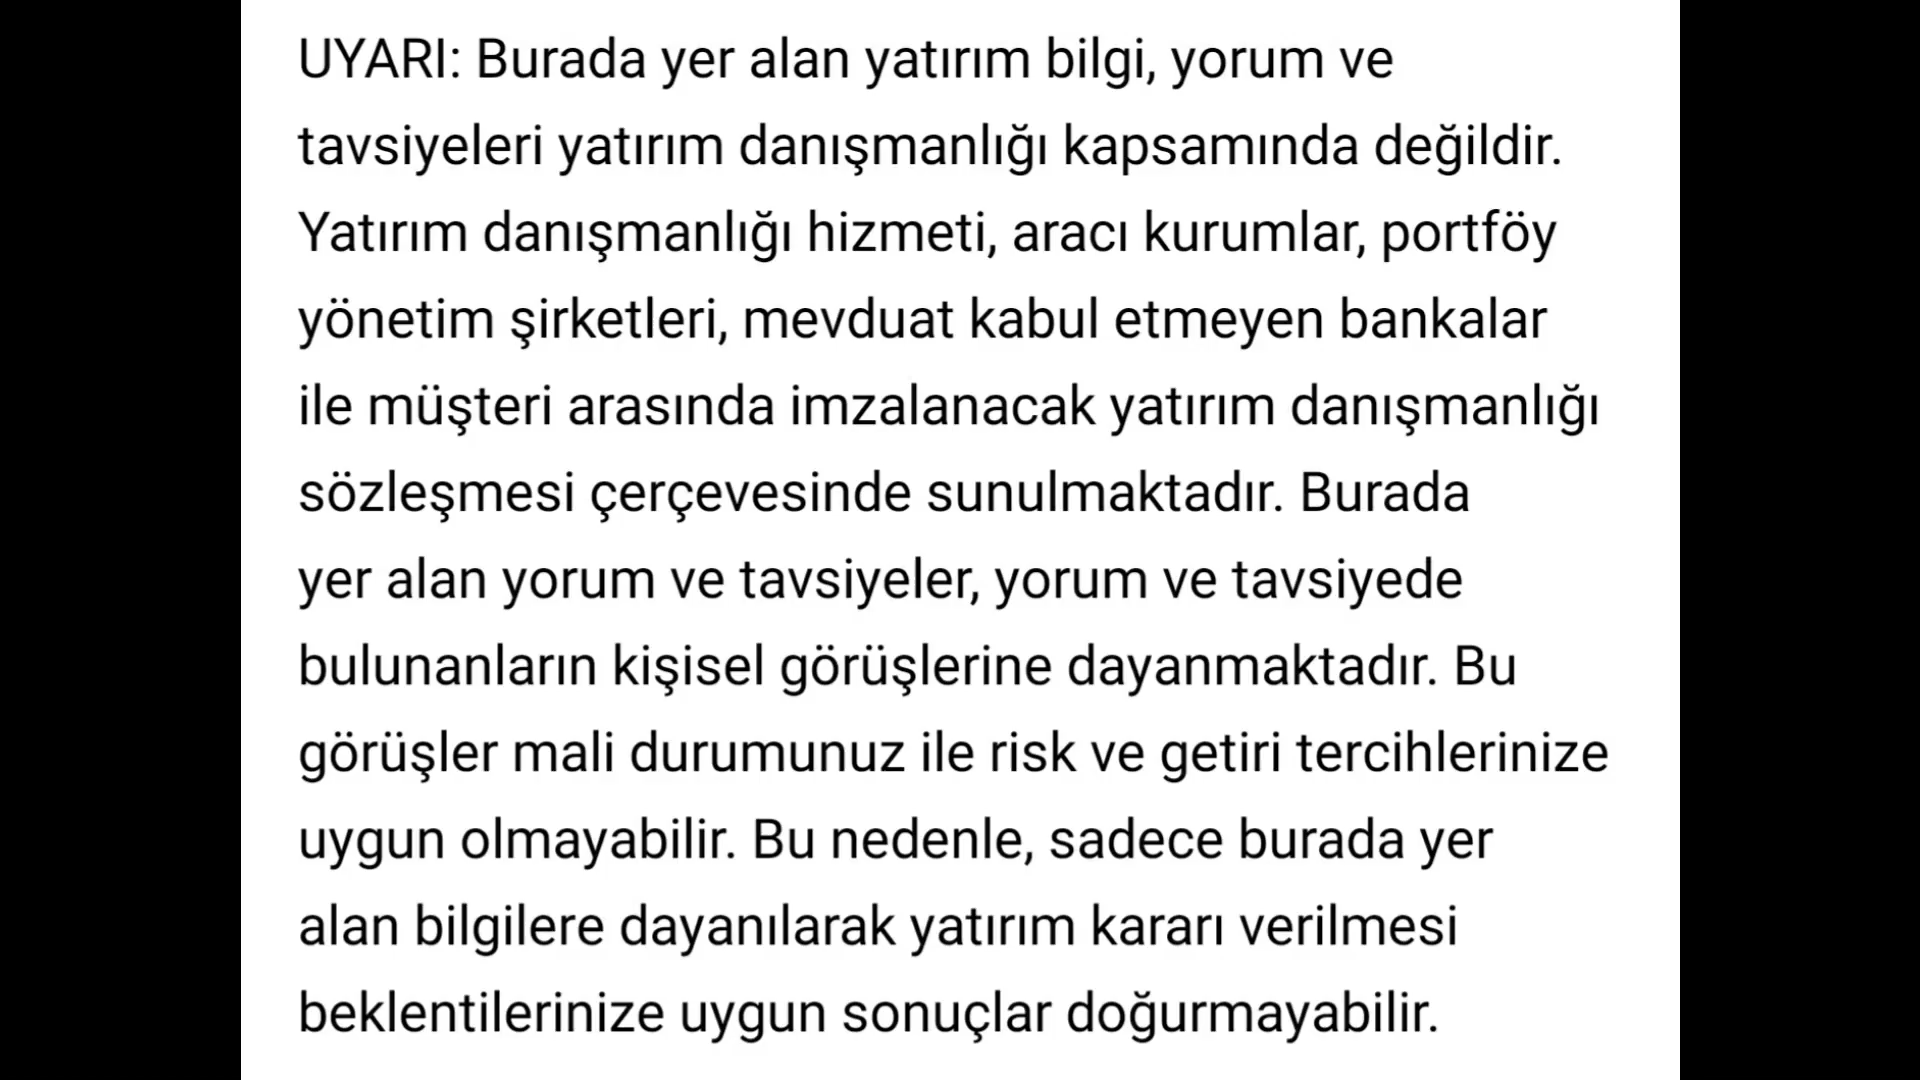 UYARI: Burada yer alan yatırım bilgi, yorum ve
tavsiyeleri yatırım danışmanlığı kapsamında değildir.
Yatırım danışmanlığı hizmeti, aracı kurumlar, portföy
yönetim şirketleri, mevduat kabul etmeyen bankalar
ile müşteri arasında imzalanacak yatırım danışmanlığı
sözleşmesi çerçevesinde sunulmaktadır. Burada
yer alan yorum ve tavsiyeler, yorum ve tavsiyede
bulunanların kişisel görüşlerine dayanmaktadır. Bu
görüşler mali durumunuz ile risk ve getiri tercihlerinize
uygun olmayabilir. Bu nedenle, sadece burada yer
alan bilgilere dayanılarak yatırım kararı verilmesi
beklentilerinize uygun sonuçlar doğurmayabilir.